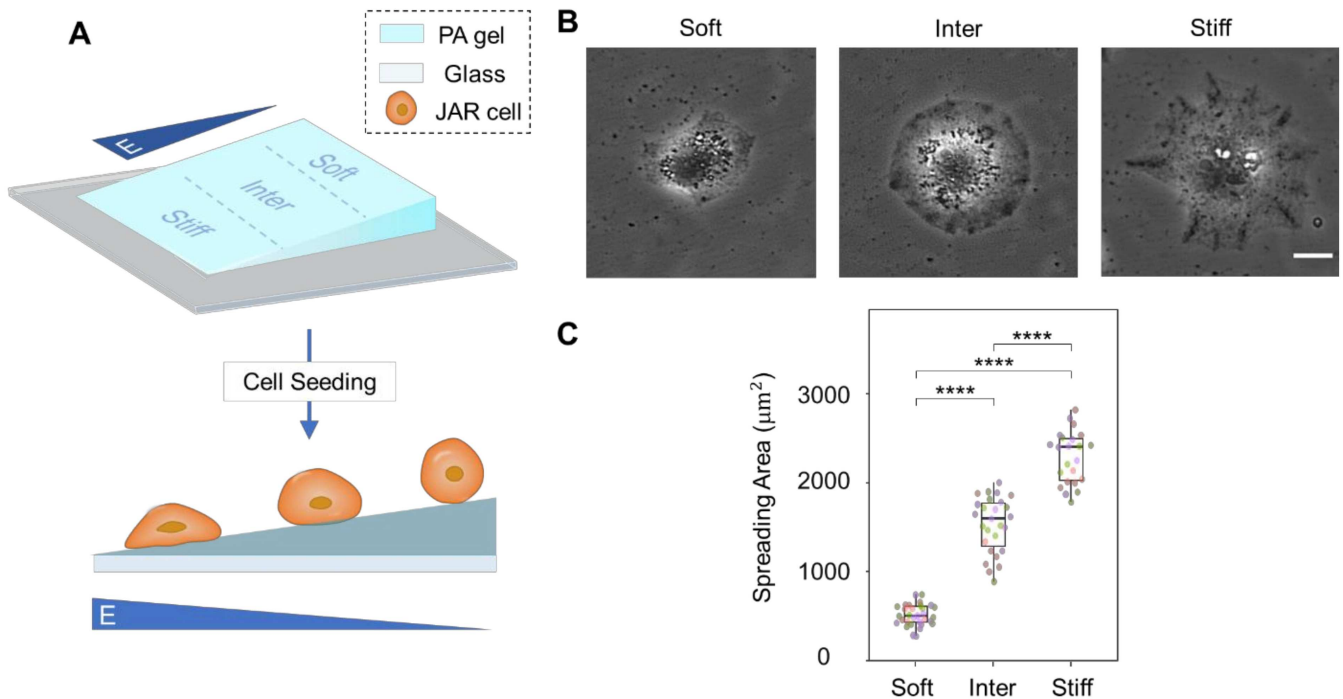 A
PA gel
Glass
JAR cell
E
Soft
Inter
Stiff
Cell Seeding
E
B
Soft
Inter
Stiff
C
****
****
****
Spreading Area (μm²)
3000
2000
1000
0
Soft
Inter
Stiff